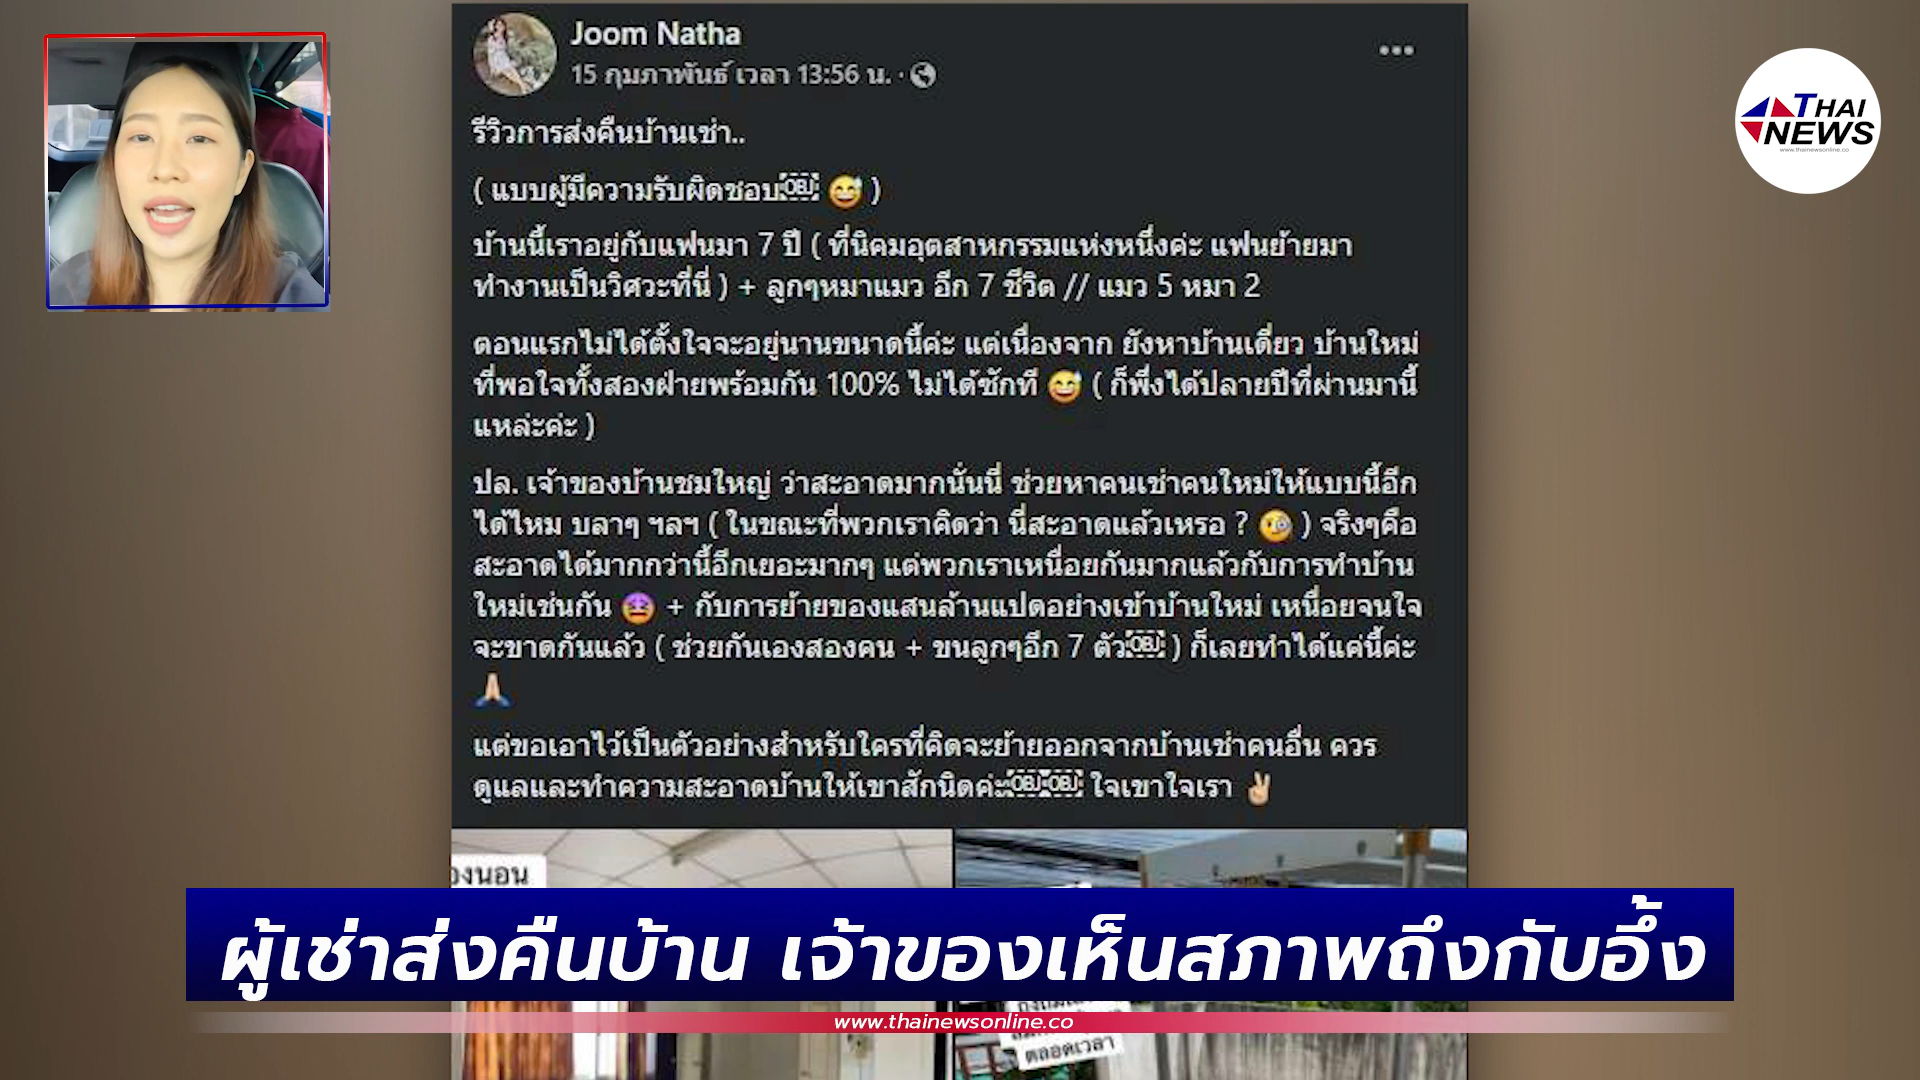 Joom Natha
15 กุมภาพันธ์ เวลา 13:56 น. ·
THAI
NEWS
www.thainewsonline.co
รีวิวการส่งคืนบ้านเช่า..
( แบบผู้มีความรับผิดชอบ￼ 😅 )
บ้านนี้เราอยู่กับแฟนมา 7 ปี ( ที่นิคมอุตสาหกรรมแห่งหนึ่งค่ะ แฟนย้ายมา
ทำงานเป็นวิศวะที่นี่ ) + ลูกๆหมาแมว อีก 7 ชีวิต // แมว 5 หมา 2
ตอนแรกไม่ได้ตั้งใจจะอยู่นานขนาดนี้ค่ะ แต่เนื่องจาก ยังหาบ้านเดี่ยว บ้านใหม่
ที่พอใจทั้งสองฝ่ายพร้อมกัน 100% ไม่ได้ซักที 😅 ( ก็พึ่งได้ปลายปีที่ผ่านมานี้
แหล่ะค่ะ )
ปล. เจ้าของบ้านชมใหญ่ ว่าสะอาดมากนั่นนี่ ช่วยหาคนเช่าคนใหม่ให้แบบนี้อีก
ได้ไหม บลาๆ ฯลฯ ( ในขณะที่พวกเราคิดว่า นี่สะอาดแล้วเหรอ ? 🧐 ) จริงๆคือ
สะอาดได้มากกว่านี้อีกเยอะมากๆ แต่พวกเราเหนื่อยกันมากแล้วกับการทำบ้าน
ใหม่เช่นกัน 😫 + กับการย้ายของแสนล้านแปดอย่างเข้าบ้านใหม่ เหนื่อยจนใจ
จะขาดกันแล้ว ( ช่วยกันเองสองคน + ขนลูกๆอีก 7 ตัว￼ ) ก็เลยทำได้แค่นี้ค่ะ
🙏🏻
แต่ขอเอาไว้เป็นตัวอย่างสำหรับใครที่คิดจะย้ายออกจากบ้านเช่าคนอื่น ควร
ดูแลและทำความสะอาดบ้านให้เขาสักนิดค่ะ￼￼ ใจเขาใจเรา ✌🏻
องนอน
ผู้เช่าส่งคืนบ้าน เจ้าของเห็นสภาพถึงกับอึ้ง
www.thainewsonline.co
ตลอดเวลา